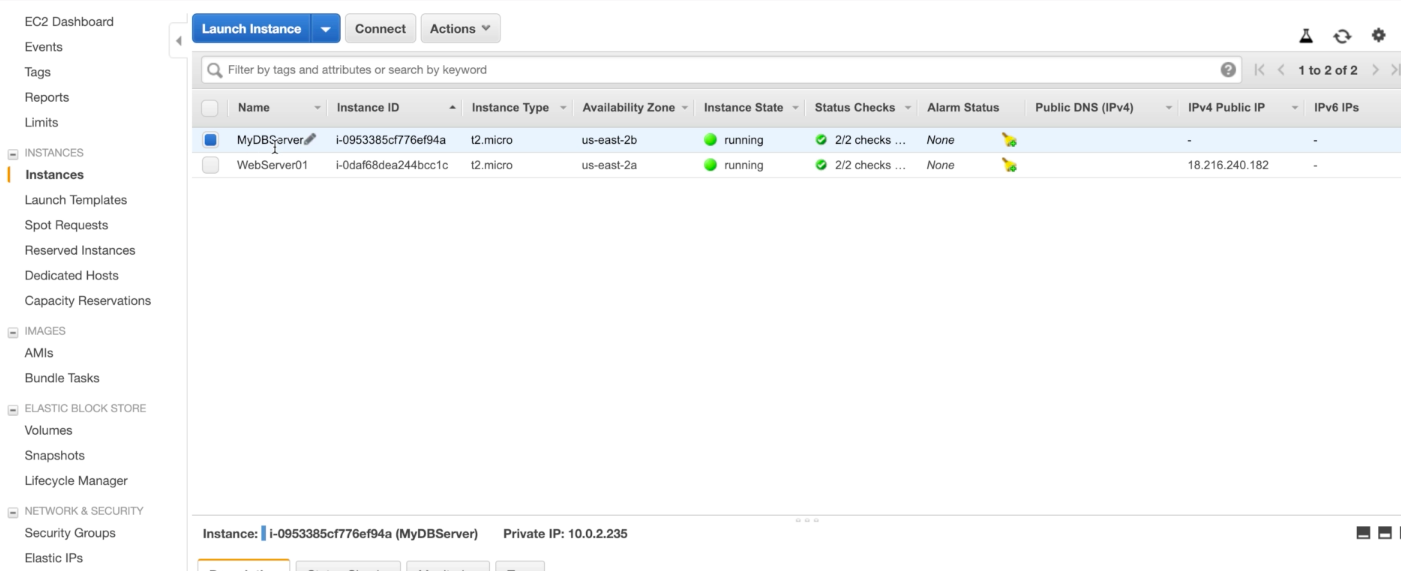 EC2 Dashboard
Events
Tags
Reports
Limits
INSTANCES
Instances
Launch Templates
Spot Requests
Reserved Instances
Dedicated Hosts
Capacity Reservations
IMAGES
AMIs
Bundle Tasks
ELASTIC BLOCK STORE
Volumes
Snapshots
Lifecycle Manager
NETWORK & SECURITY
Security Groups
Elastic IPs
Launch Instance Connect Actions
Filter by tags and attributes or search by keyword 1 to 2 of 2
Name Instance ID Instance Type Availability Zone Instance State Status Checks Alarm Status Public DNS (IPv4) IPv4 Public IP IPv6 IPs
MyDBServer i-0953385cf776ef94a t2.micro us-east-2b running 2/2 checks ... None - -
WebServer01 i-0daf68dea244bcc1c t2.micro us-east-2a running 2/2 checks ... None 18.216.240.182 -
Instance: i-0953385cf776ef94a (MyDBServer) Private IP: 10.0.2.235